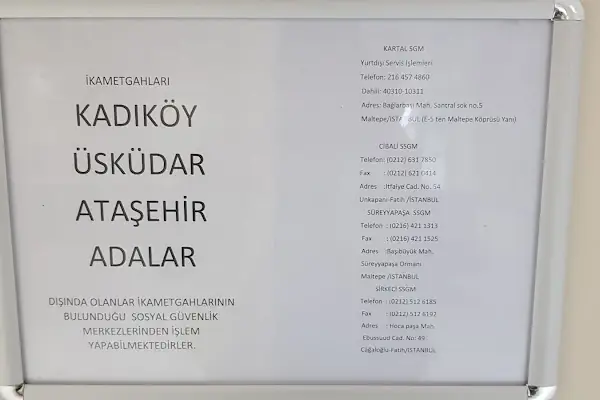 İKAMETGAHLARI
KADIKÖY
ÜSKÜDAR
ATAŞEHİR
ADALAR
DIŞINDA OLANLAR İKAMETGAHLARININ
BULUNDUĞU SOSYAL GÜVENLİK
MERKEZLERİNDEN İŞLEM
YAPABİLMEKTEDİRLER.
KARTAL SGM
Yurtdışı Servis İşlemleri
Telefon: 216 457 4860
Dahili: 40310-10311
Adres: Bağlarbaşı Mah. Santral sok no.5
Maltepe/İSTANBUL (E-5 ten Maltepe Köprüsü Yanı)
CİBALİ SSGM
Telefon: (0212) 631 7850
Fax : (0212) 621 0414
Adres :İtfaiye Cad. No. 54
Unkapanı-Fatih /İSTANBUL
SÜREYYAPAŞA SSGM
Telefon : (0216) 421 1313
Fax : (0216) 421 1525
Adres :Başıbüyük Mah.
Süreyyapaşa Ormanı
Maltepe /İSTANBUL
SİRKECİ SSGM
Telefon : (0212) 512 6185
Fax : (0212) 512 6192
Adres : Hoca paşa Mah.
Ebussuud Cad. No: 49
Cağaloğlu-Fatih/İSTANBUL